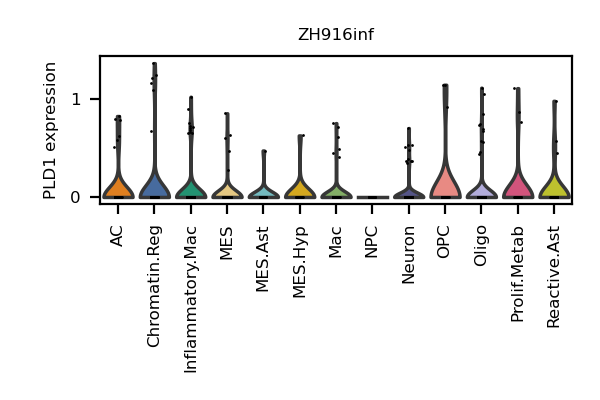 ZH916inf
PLD1 expression
1
0
AC
Chromatin.Reg
Inflammatory.Mac
MES
MES.Ast
MES.Hyp
Mac
NPC
Neuron
OPC
Oligo
Prolif.Metab
Reactive.Ast